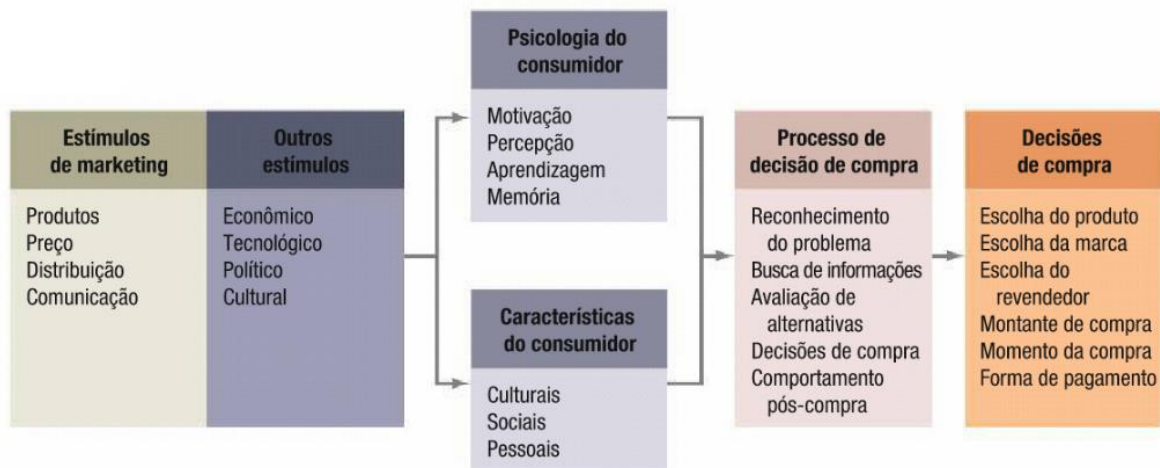 Estímulos
de marketing
Produtos
Preço
Distribuição
Comunicação
Outros
estímulos
Econômico
Tecnológico
Político
Cultural
Psicologia do
consumidor
Motivação
Percepção
Aprendizagem
Memória
Características
do consumidor
Culturais
Sociais
Pessoais
Processo de
decisão de compra
Reconhecimento
do problema
Busca de informações
Avaliação de
alternativas
Decisões de compra
Comportamento
pós-compra
Decisões
de compra
Escolha do produto
Escolha da marca
Escolha do
revendedor
Montante de compra
Momento da compra
Forma de pagamento